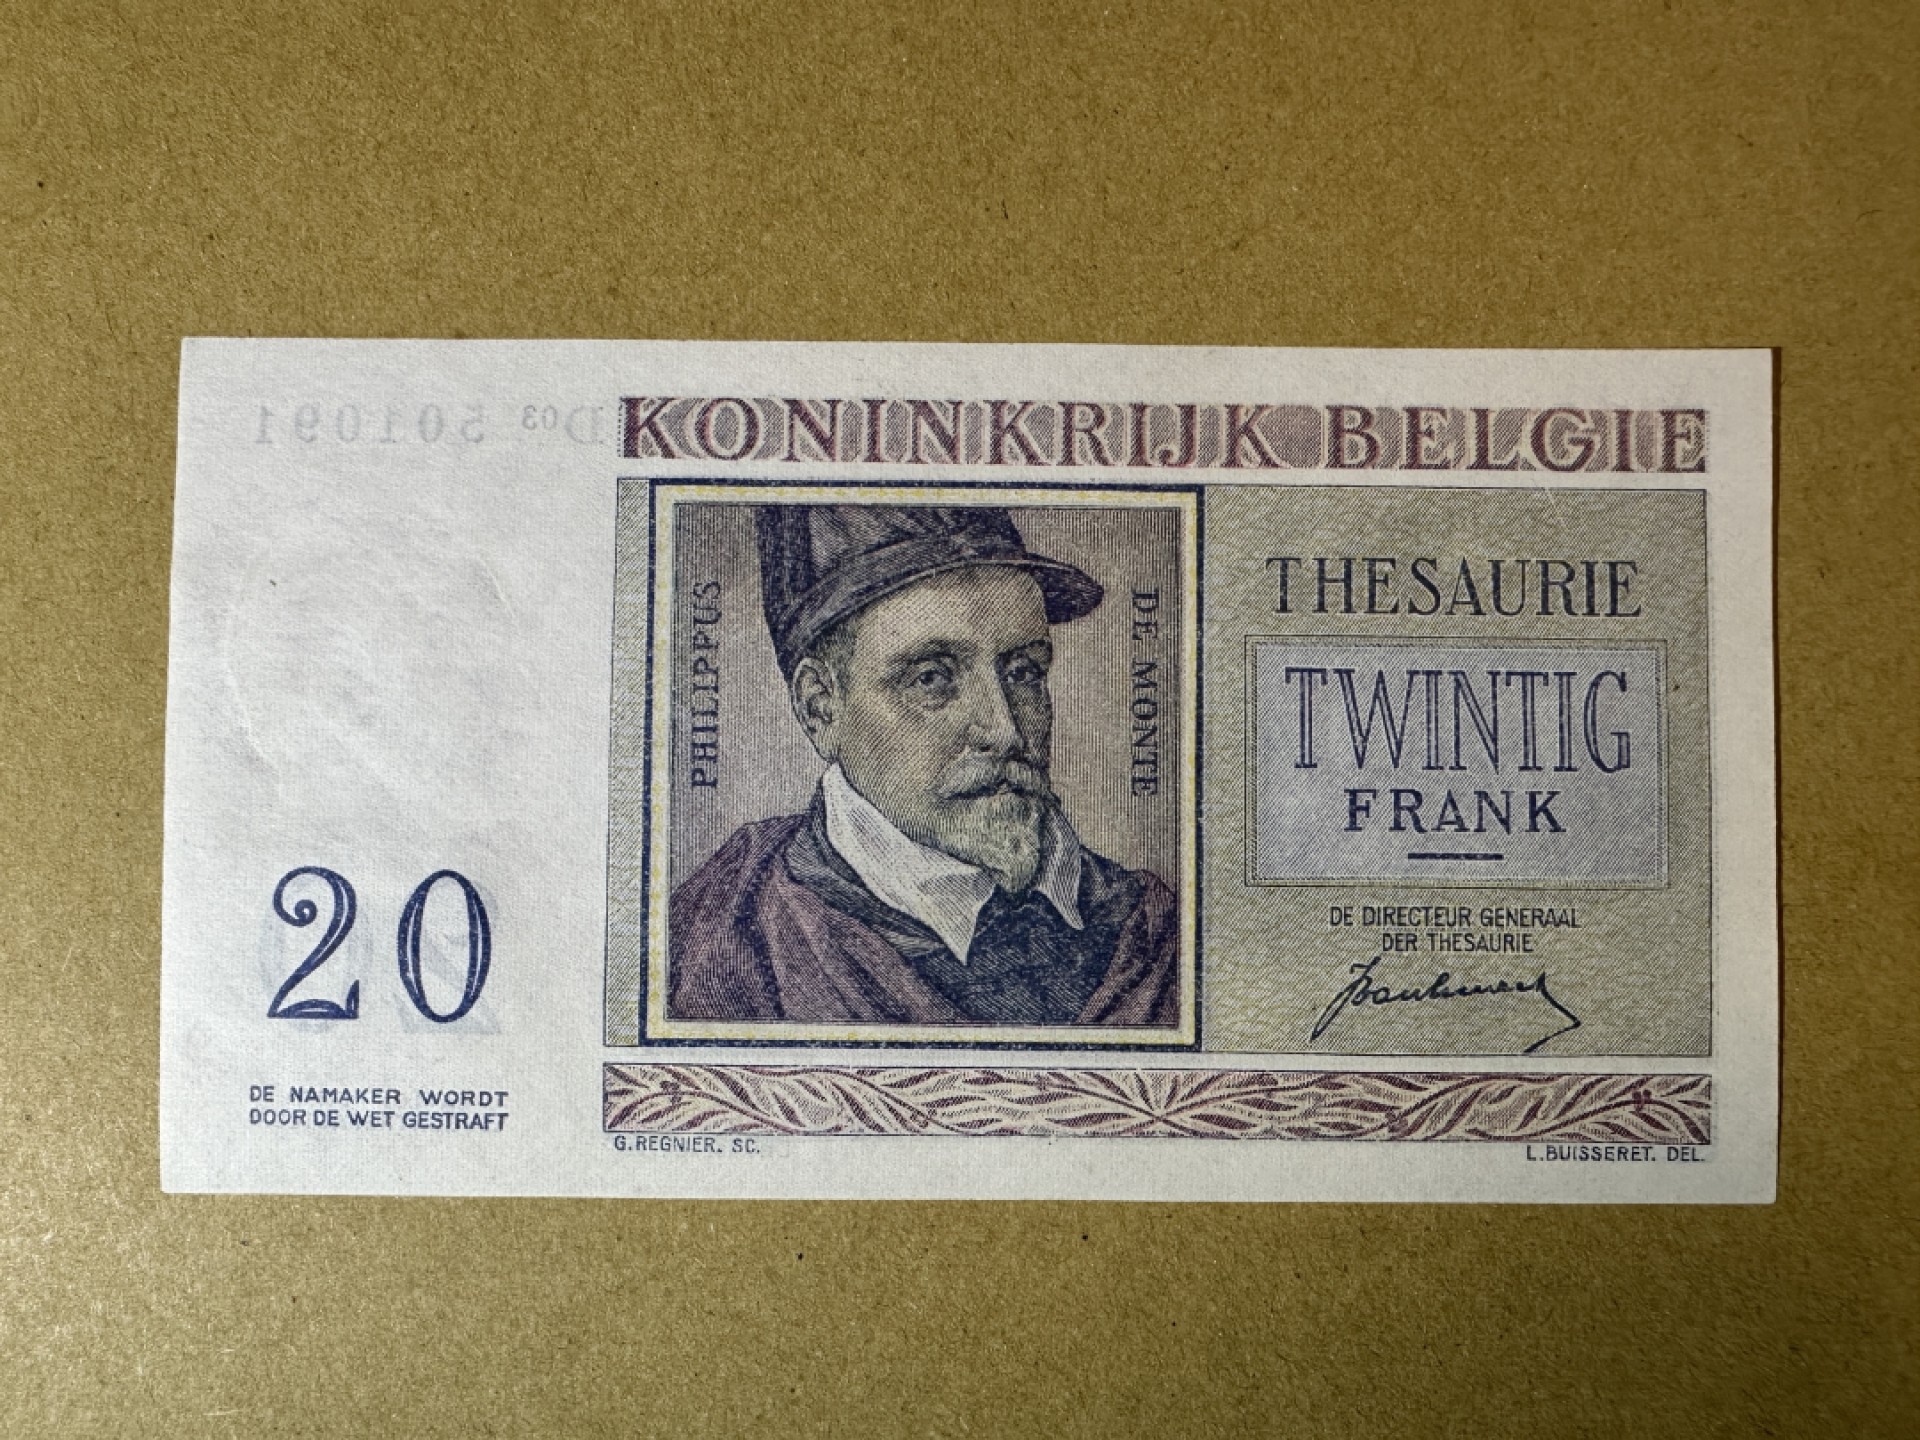 D03 501091
KONINKRIJK BELGIE
PHILIPPUS
DE MONTE
THESAURIE
TWINTIG
FRANK
DE DIRECTEUR GENERAAL
DER THESAURIE
20
DE NAMAKER WORDT
DOOR DE WET GESTRAFT
G.REGNIER. SC.
L.BUISSERET. DEL.